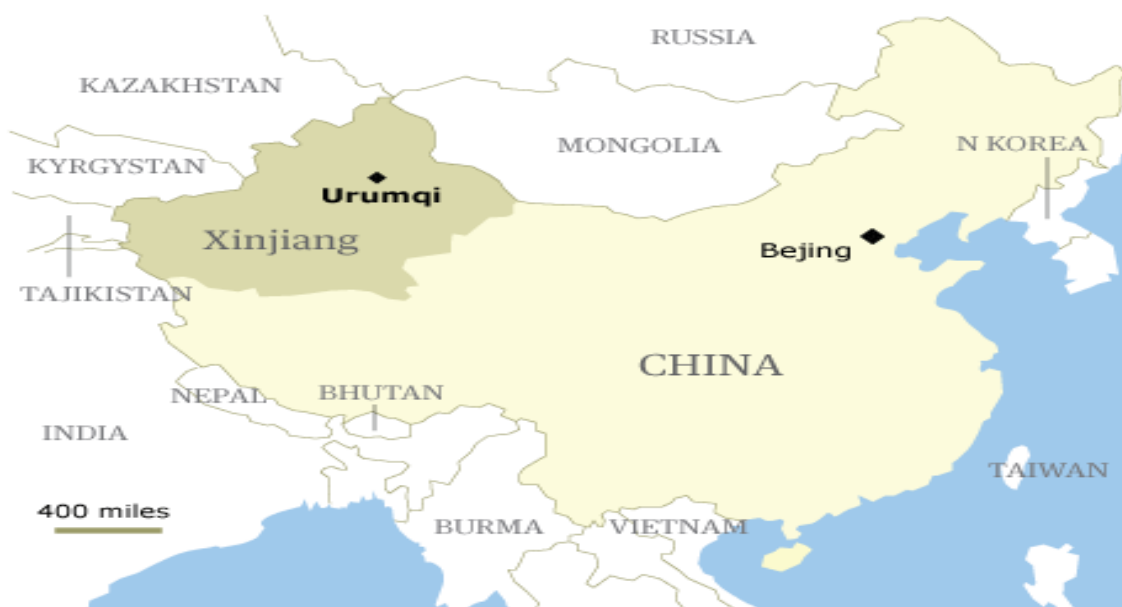 RUSSIA
KAZAKHSTAN
MONGOLIA
N KOREA
KYRGYSTAN
Urumqi
Xinjiang
Bejing
TAJIKISTAN
CHINA
NEPAL
BHUTAN
INDIA
TAIWAN
400 miles
BURMA
VIETNAM